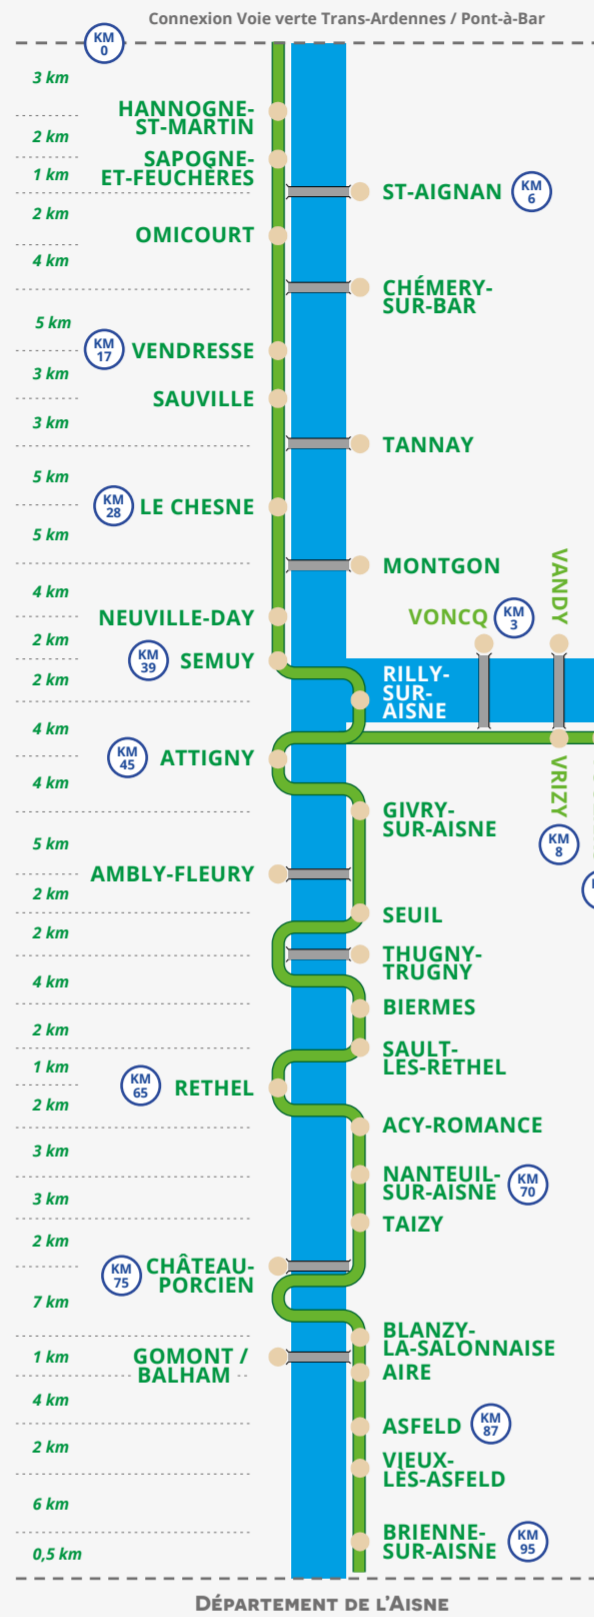 Connexion Voie verte Trans-Ardennes / Pont-à-Bar
KM
0
3 km
HANNOGNE-
ST-MARTIN
2 km
SAPOGNE-
ET-FEUCHÈRES
1 km
ST-AIGNAN
KM
6
2 km
OMICOURT
4 km
CHÉMERY-
SUR-BAR
5 km
KM
17
VENDRESSE
3 km
SAUVILLE
3 km
TANNAY
5 km
KM
28
LE CHESNE
5 km
MONTGON
4 km
NEUVILLE-DAY
VONCQ
KM
3
VANDY
2 km
KM
39
SEMUY
2 km
RILLY-
SUR-
AISNE
4 km
KM
45
ATTIGNY
VRIZY
KM
8
4 km
GIVRY-
SUR-AISNE
5 km
AMBLY-FLEURY
2 km
SEUIL
2 km
THUGNY-
TRUGNY
4 km
BIERMES
2 km
SAULT-
LES-RETHEL
1 km
KM
65
RETHEL
2 km
ACY-ROMANCE
3 km
NANTEUIL-
SUR-AISNE
KM
70
3 km
TAIZY
2 km
KM
75
CHÂTEAU-
PORCIEN
7 km
BLANZY-
LA-SALONNAISE
1 km
GOMONT /
BALHAM
AIRE
4 km
ASFELD
KM
87
2 km
VIEUX-
LÈS-ASFELD
6 km
BRIENNE-
SUR-AISNE
KM
95
0,5 km
DÉPARTEMENT DE L'AISNE